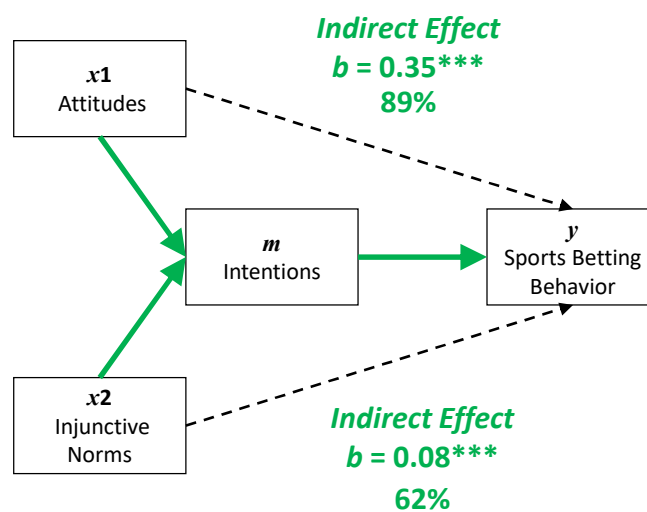 Indirect Effect
b = 0.35***
89%
x1
Attitudes
m
Intentions
y
Sports Betting
Behavior
x2
Injunctive
Norms
Indirect Effect
b = 0.08***
62%